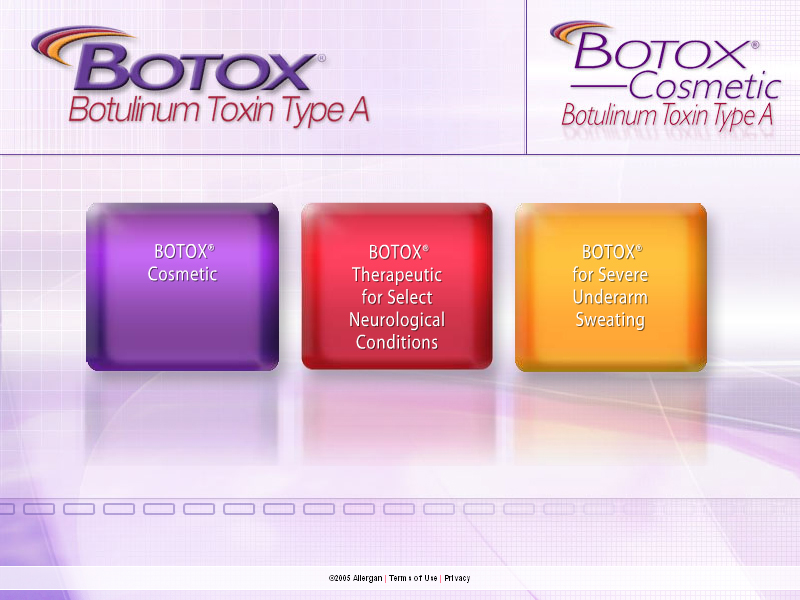 BOTOX®
Botulinum Toxin Type A
BOTOX®
Cosmetic
Botulinum Toxin Type A
BOTOX®
Cosmetic
BOTOX®
Therapeutic
for Select
Neurological
Conditions
BOTOX®
for Severe
Underarm
Sweating
©2005 Allergan | Terms of Use | Privacy